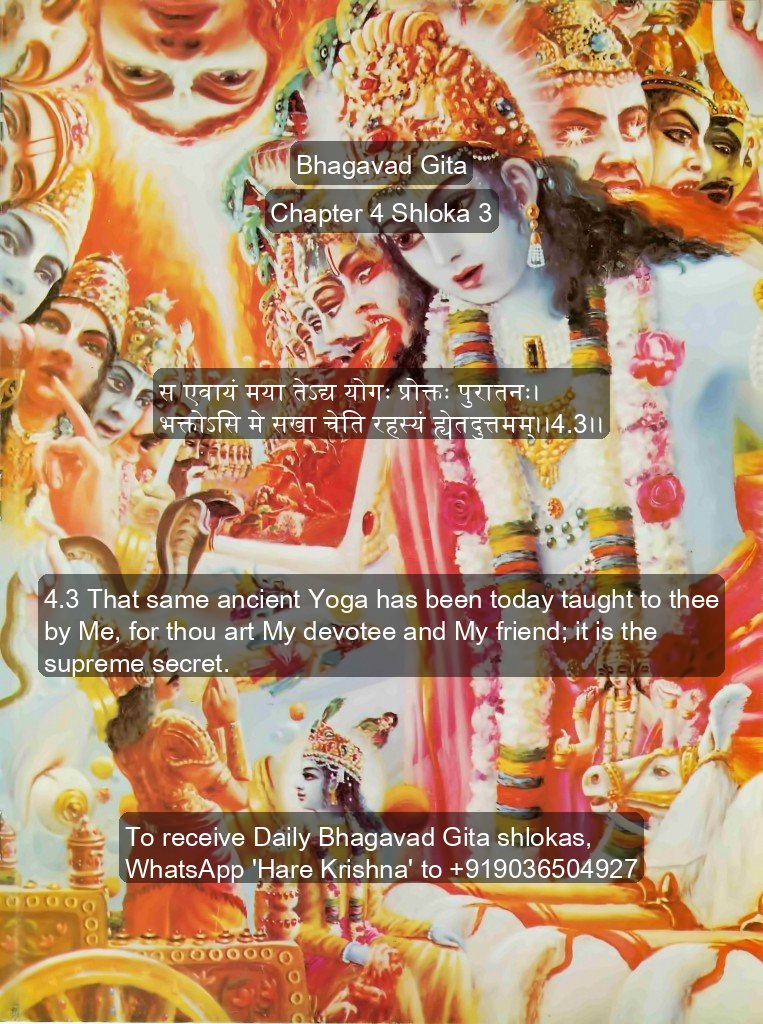 Bhagavad Gita
Chapter 4 Shloka 3
स एवायं मया तेऽद्य योगः प्रोक्तः पुरातनः।
भक्तोऽसि मे सखा चेति रहस्यं ह्येतदुत्तमम्।।4.3।।
4.3 That same ancient Yoga has been today taught to thee
by Me, for thou art My devotee and My friend; it is the
supreme secret.
To receive Daily Bhagavad Gita shlokas,
WhatsApp 'Hare Krishna' to +919036504927